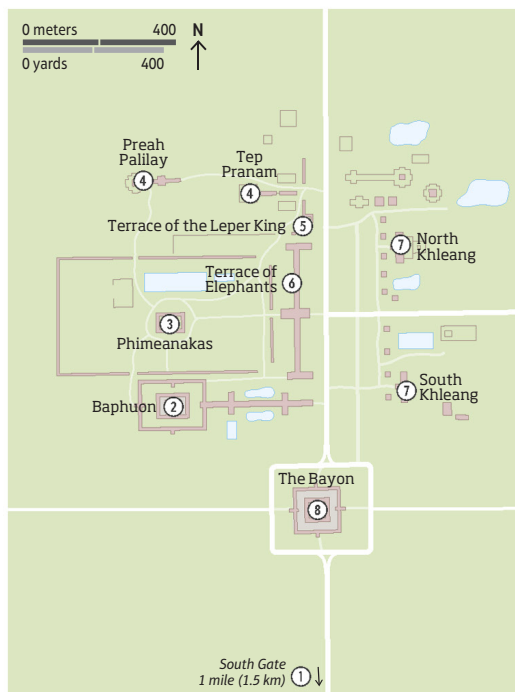 0 meters 400
0 yards 400
N
Preah
Palilay
4
Tep
Pranam
4
Terrace of the Leper King
5
7
North
Khleang
Terrace of
Elephants
6
3
Phimeanakas
Baphuon
2
7
South
Khleang
The Bayon
8
South Gate
1 mile (1.5 km)
1